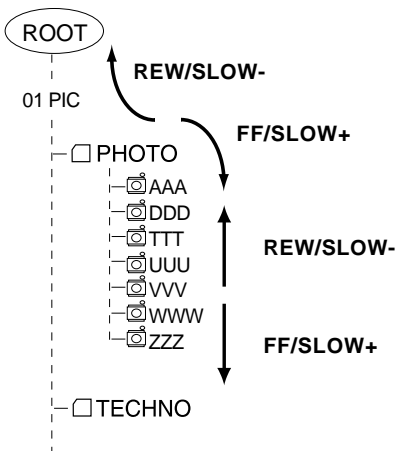 ROOT
REW/SLOW-
01 PIC
FF/SLOW+
PHOTO
AAA
DDD
TTT
REW/SLOW-
UUU
VVV
WWW
ZZZ
FF/SLOW+
TECHNO